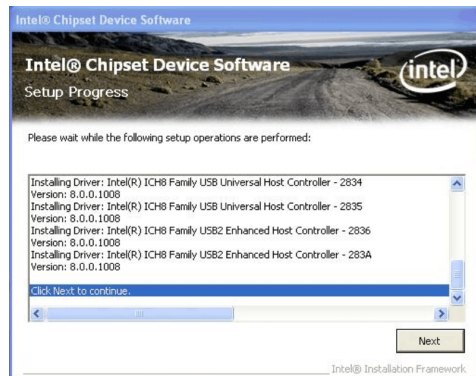 Intel® Chipset Device Software
Intel® Chipset Device Software
Setup Progress
intel
Please wait while the following setup operations are performed:
Installing Driver: Intel(R) ICH8 Family USB Universal Host Controller - 2834
Version: 8.0.0.1008
Installing Driver: Intel(R) ICH8 Family USB Universal Host Controller - 2835
Version: 8.0.0.1008
Installing Driver: Intel(R) ICH8 Family USB2 Enhanced Host Controller - 2836
Version: 8.0.0.1008
Installing Driver: Intel(R) ICH8 Family USB2 Enhanced Host Controller - 283A
Version: 8.0.0.1008
Click Next to continue.
Next
Intel® Installation Framework